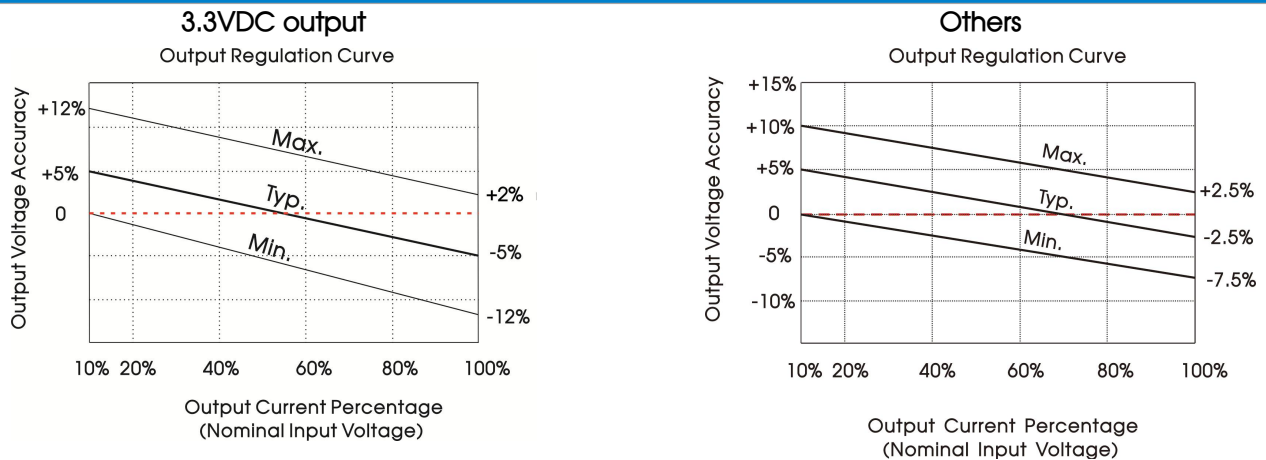 3.3VDC output
Output Regulation Curve
Output Voltage Accuracy
+12%
+5%
0
Max.
Typ.
Min.
+2%
-5%
-12%
10% 20% 40% 60% 80% 100%
Output Current Percentage
(Nominal Input Voltage)
Others
Output Regulation Curve
Output Voltage Accuracy
+15%
+10%
+5%
0
-5%
-10%
Max.
Typ.
Min.
+2.5%
-2.5%
-7.5%
10% 20% 40% 60% 80% 100%
Output Current Percentage
(Nominal Input Voltage)